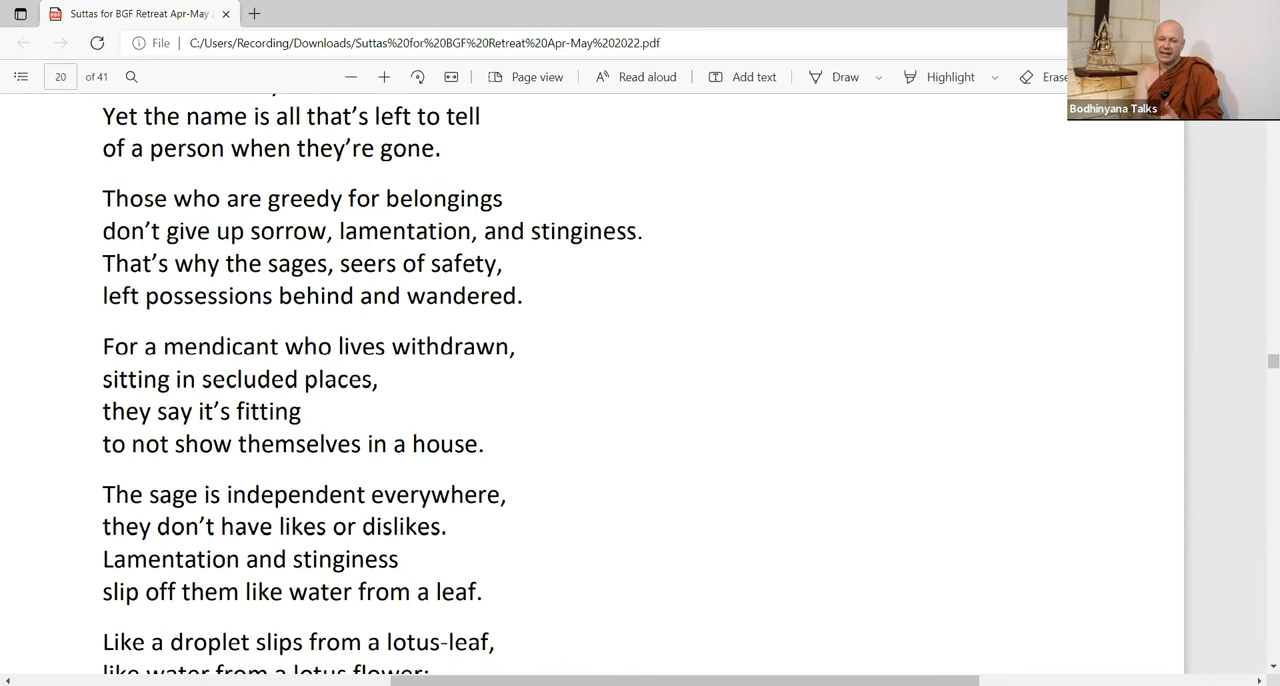 Suttas for BGF Retreat Apr-May
File C:/Users/Recording/Downloads/Suttas%20for%20BGF%20Retreat%20Apr-May%202022.pdf
20 of 41 Page view Read aloud Add text Draw Highlight Erase
Bodhinyana Talks
Yet the name is all that’s left to tell
of a person when they’re gone.
Those who are greedy for belongings
don’t give up sorrow, lamentation, and stinginess.
That’s why the sages, seers of safety,
left possessions behind and wandered.
For a mendicant who lives withdrawn,
sitting in secluded places,
they say it’s fitting
to not show themselves in a house.
The sage is independent everywhere,
they don’t have likes or dislikes.
Lamentation and stinginess
slip off them like water from a leaf.
Like a droplet slips from a lotus-leaf,
like water from a lotus flower: